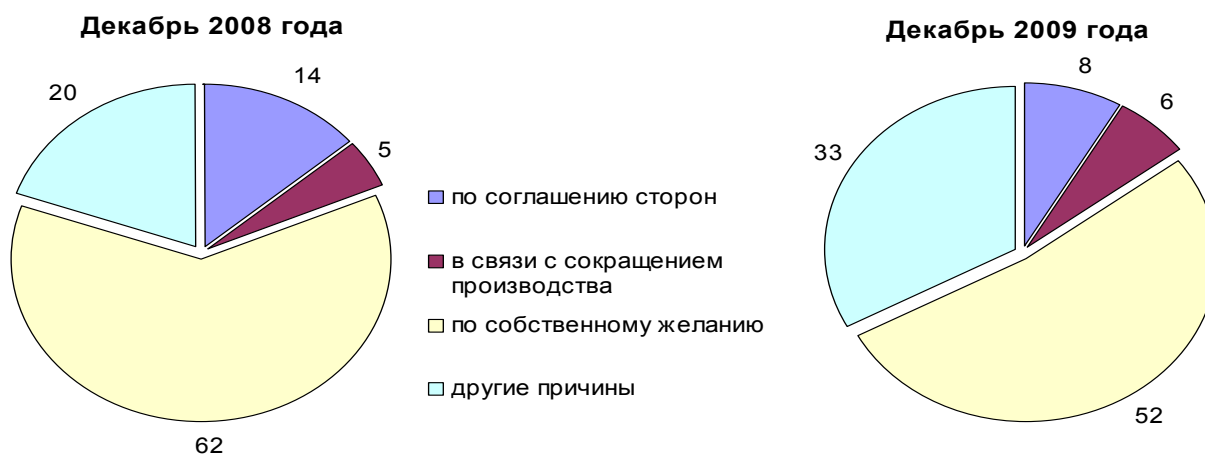 Декабрь 2008 года
20
14
5
62
по соглашению сторон
в связи с сокращением
производства
по собственному желанию
другие причины
Декабрь 2009 года
8
6
33
52